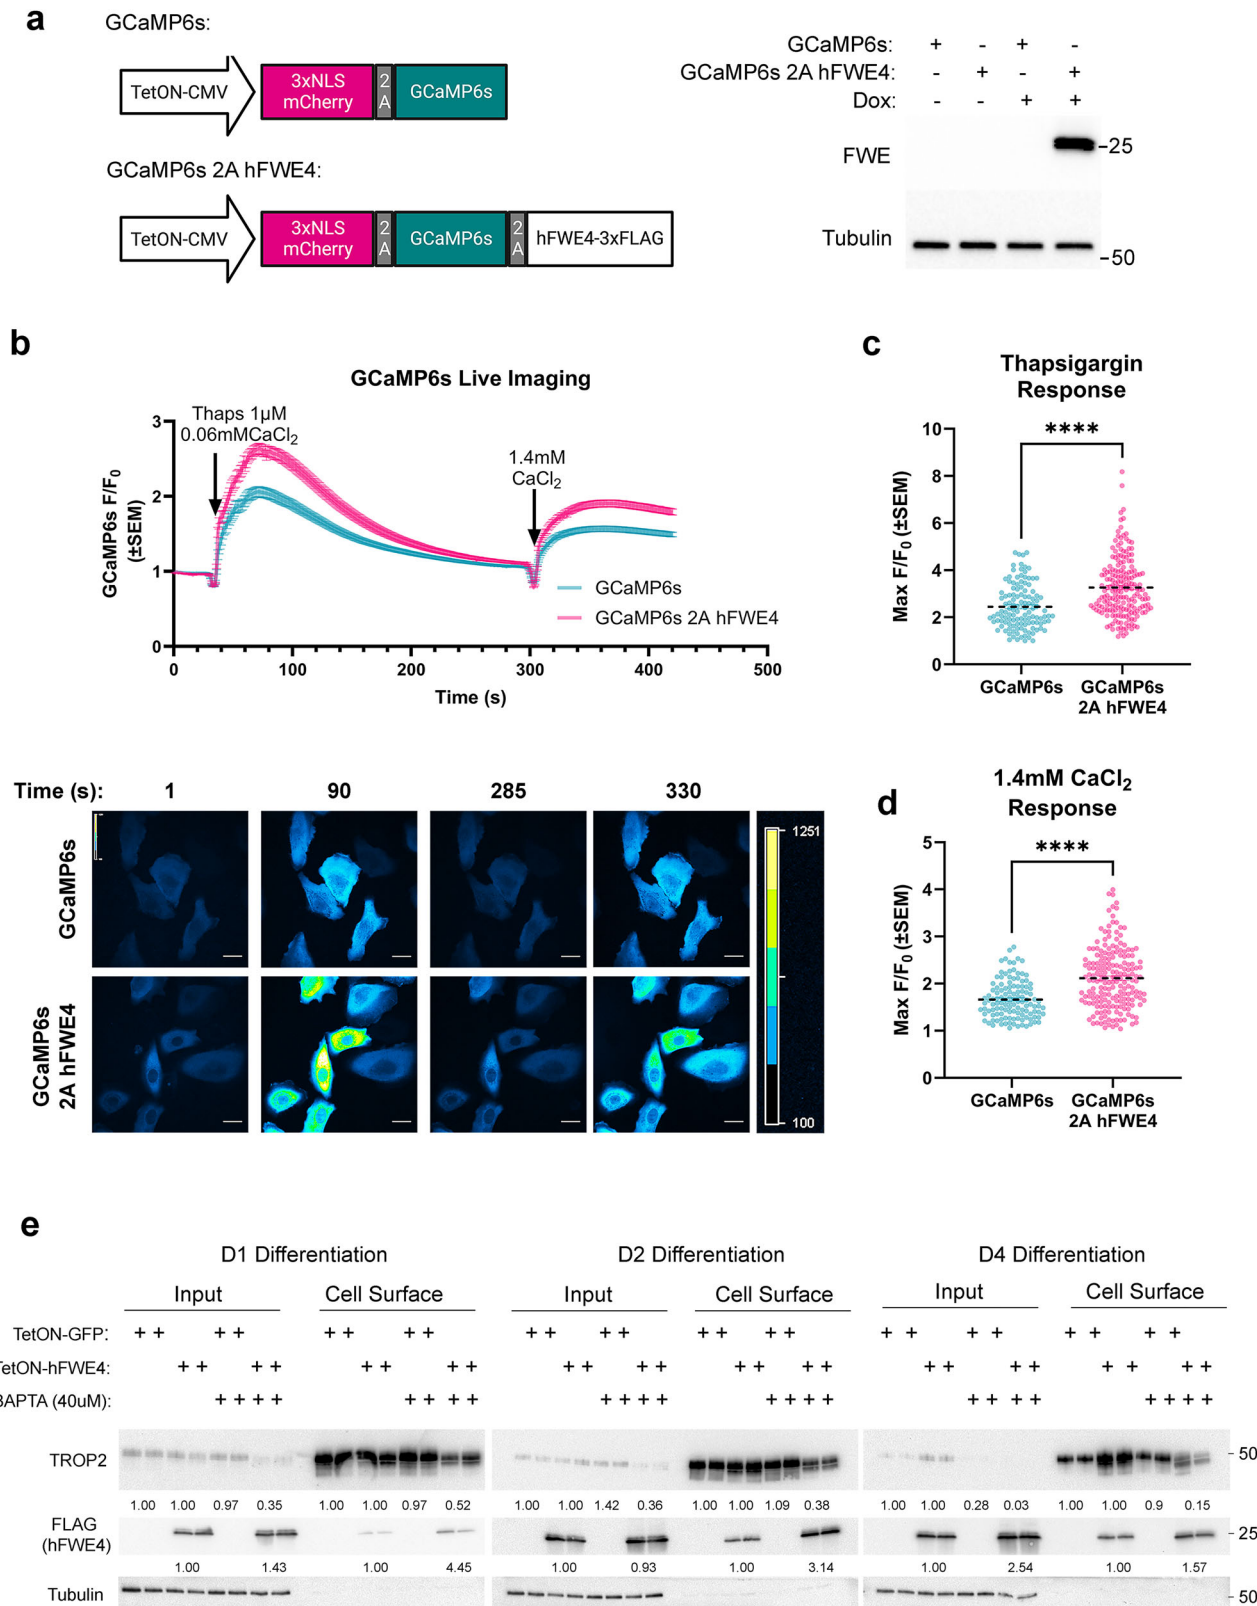 a
GCaMP6s:
TetON-CMV
3xNLS
mCherry
2
A
GCaMP6s
GCaMP6s 2A hFWE4:
TetON-CMV
3xNLS
mCherry
2
A
GCaMP6s
2
A
hFWE4-3xFLAG
GCaMP6s: + - + -
GCaMP6s 2A hFWE4: - + - +
Dox: - - + +
FWE
-25
Tubulin
-50
b
GCaMP6s Live Imaging
Thaps 1µM
0.06mMCaCl2
1.4mM
CaCl2
GCaMP6s F/F0
(±SEM)
3
2
1
0
GCaMP6s
GCaMP6s 2A hFWE4
0 100 200 300 400 500
Time (s)
c
Thapsigargin
Response
****
Max F/F0 (±SEM)
10
8
6
4
2
0
GCaMP6s
GCaMP6s
2A hFWE4
Time (s): 1 90 285 330
GCaMP6s
GCaMP6s
2A hFWE4
1251
100
d
1.4mM CaCl2
Response
****
Max F/F0 (±SEM)
5
4
3
2
1
0
GCaMP6s
GCaMP6s
2A hFWE4
e
D1 Differentiation D2 Differentiation D4 Differentiation
Input Cell Surface Input Cell Surface Input Cell Surface
TetON-GFP: + + + + + + + + + + + + + + + + + + + + + + + +
TetON-hFWE4: + + + + + + + + + + + + + + + + + + + + + + + +
BAPTA (40uM): + + + + + + + + + + + + + + + + + + + + + + + +
TROP2
- 50
1.00 1.00 0.97 0.35 1.00 1.00 0.97 0.52 1.00 1.00 1.42 0.36 1.00 1.00 1.09 0.38 1.00 1.00 0.28 0.03 1.00 1.00 0.9 0.15
FLAG
(hFWE4)
- 25
1.00 1.43 1.00 4.45 1.00 0.93 1.00 3.14 1.00 2.54 1.00 1.57
Tubulin
- 50